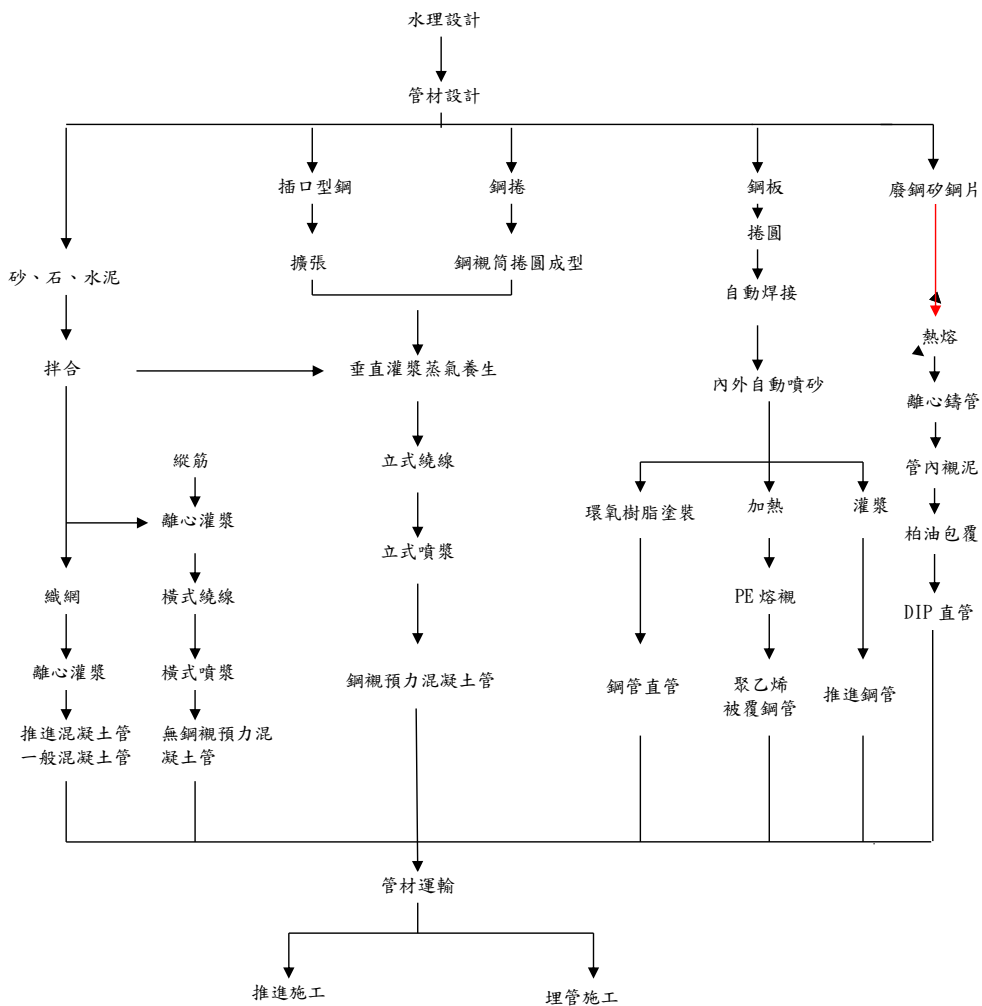 水理設計
管材設計
插口型鋼
鋼捲
鋼板
廢鋼矽鋼片
捲圓
擴張
鋼襯筒捲圓成型
砂、石、水泥
自動焊接
熱熔
拌合
垂直灌漿蒸氣養生
內外自動噴砂
離心鑄管
縱筋
立式繞線
管內襯泥
環氧樹脂塗裝
加熱
灌漿
離心灌漿
柏油包覆
立式噴漿
織網
橫式繞線
PE 熔襯
DIP 直管
離心灌漿
橫式噴漿
鋼襯預力混凝土管
鋼管直管
聚乙烯
被覆鋼管
推進鋼管
推進混凝土管
一般混凝土管
無鋼襯預力混
凝土管
管材運輸
推進施工
埋管施工